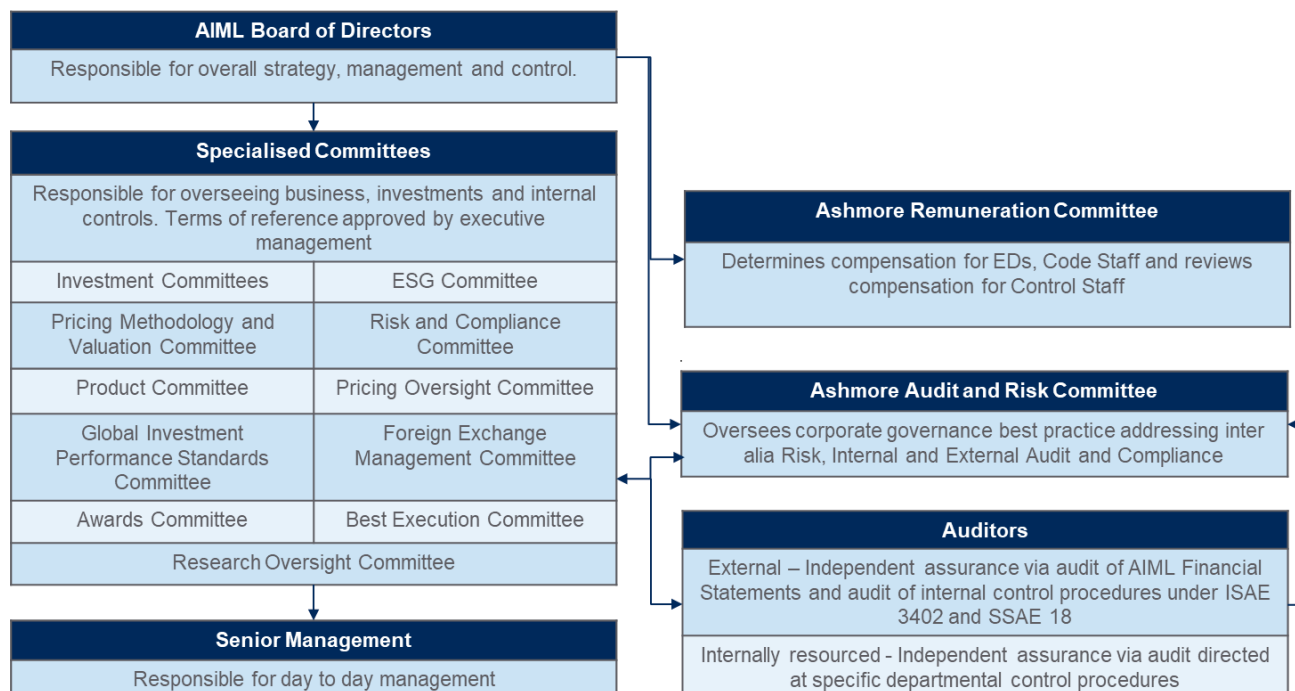 AIML Board of Directors
Responsible for overall strategy, management and control.
Specialised Committees
Responsible for overseeing business, investments and internal
controls. Terms of reference approved by executive
management
Investment Committees
ESG Committee
Pricing Methodology and
Valuation Committee
Risk and Compliance
Committee
Product Committee
Pricing Oversight Committee
Global Investment
Performance Standards
Committee
Foreign Exchange
Management Committee
Awards Committee
Best Execution Committee
Research Oversight Committee
Senior Management
Responsible for day to day management
Ashmore Remuneration Committee
Determines compensation for EDs, Code Staff and reviews
compensation for Control Staff
Ashmore Audit and Risk Committee
Oversees corporate governance best practice addressing inter
alia Risk, Internal and External Audit and Compliance
Auditors
External – Independent assurance via audit of AIML Financial
Statements and audit of internal control procedures under ISAE
3402 and SSAE 18
Internally resourced - Independent assurance via audit directed
at specific departmental control procedures